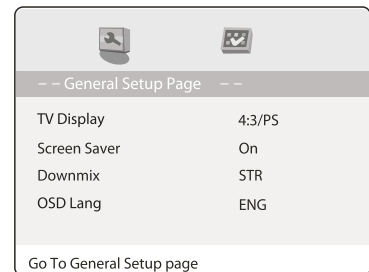 – – General Setup Page – –
TV Display 4:3/PS
Screen Saver On
Downmix STR
OSD Lang ENG
Go To General Setup page